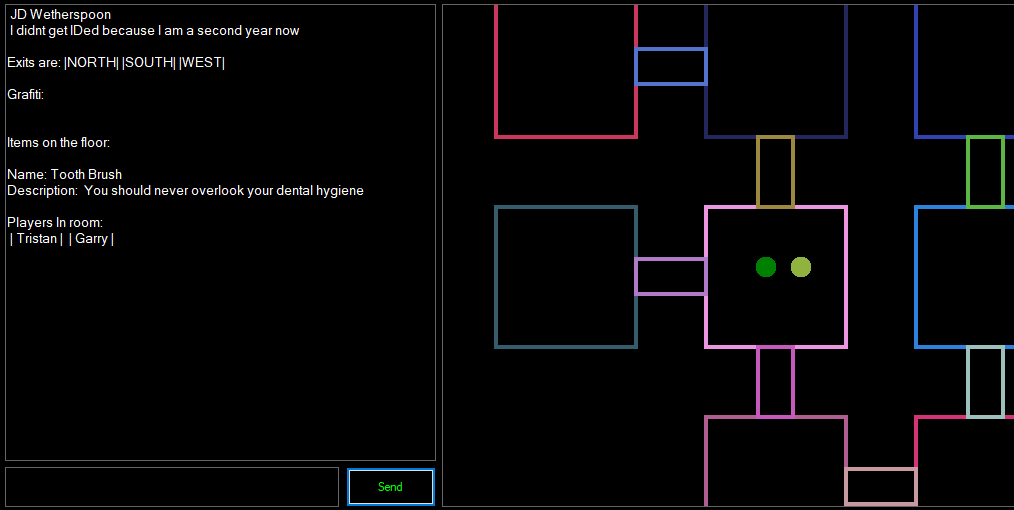 JD Wetherspoon
I didnt get IDed because I am a second year now
Exits are: |NORTH| |SOUTH| |WEST|
Grafiti:
Items on the floor:
Name: Tooth Brush
Description:  You should never overlook your dental hygiene
Players In room:
| Tristan |  | Garry |
Send